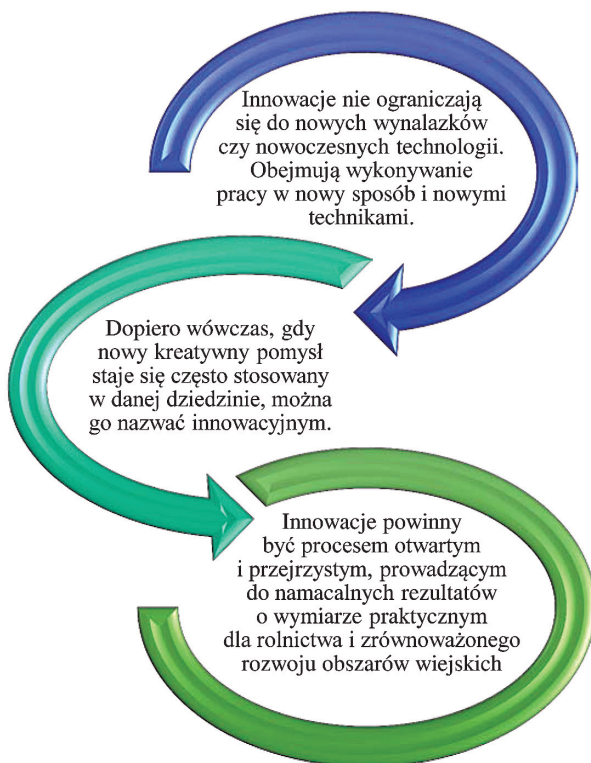 Innowacje nie ograniczają
się do nowych wynalazków
czy nowoczesnych technologii.
Obejmują wykonywanie
pracy w nowy sposób i nowymi
technikami.
Dopiero wówczas, gdy
nowy kreatywny pomysł
staje się często stosowany
w danej dziedzinie, można
go nazwać innowacyjnym.
Innowacje powinny
być procesem otwartym
i przejrzystym, prowadzącym
do namacalnych rezultatów
o wymiarze praktycznym
dla rolnictwa i zrównoważonego
rozwoju obszarów wiejskich